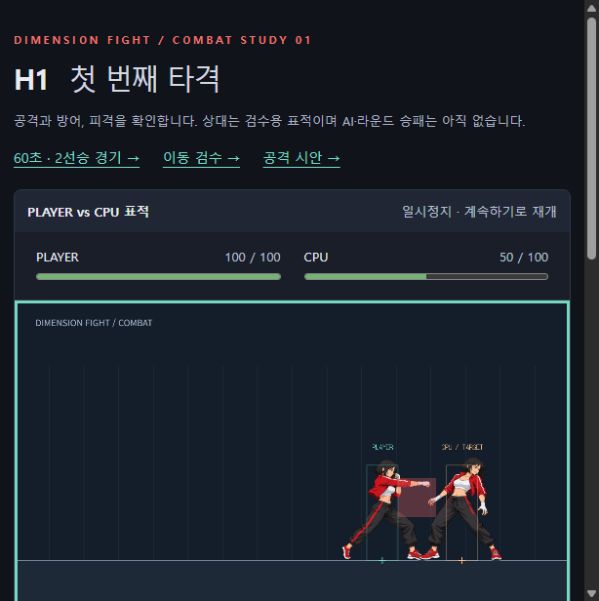 DIMENSION FIGHT / COMBAT STUDY 01
H1 첫 번째 타격
공격과 방어, 피격을 확인합니다. 상대는 검수용 표적이며 AI·라운드 승패는 아직 없습니다.
60초 · 2선승 경기 → 이동 검수 → 공격 시안 →
PLAYER vs CPU 표적 일시정지 · 계속하기로 재개
PLAYER 100 / 100 CPU 50 / 100
DIMENSION FIGHT / COMBAT
PLAYER CPU / TARGET